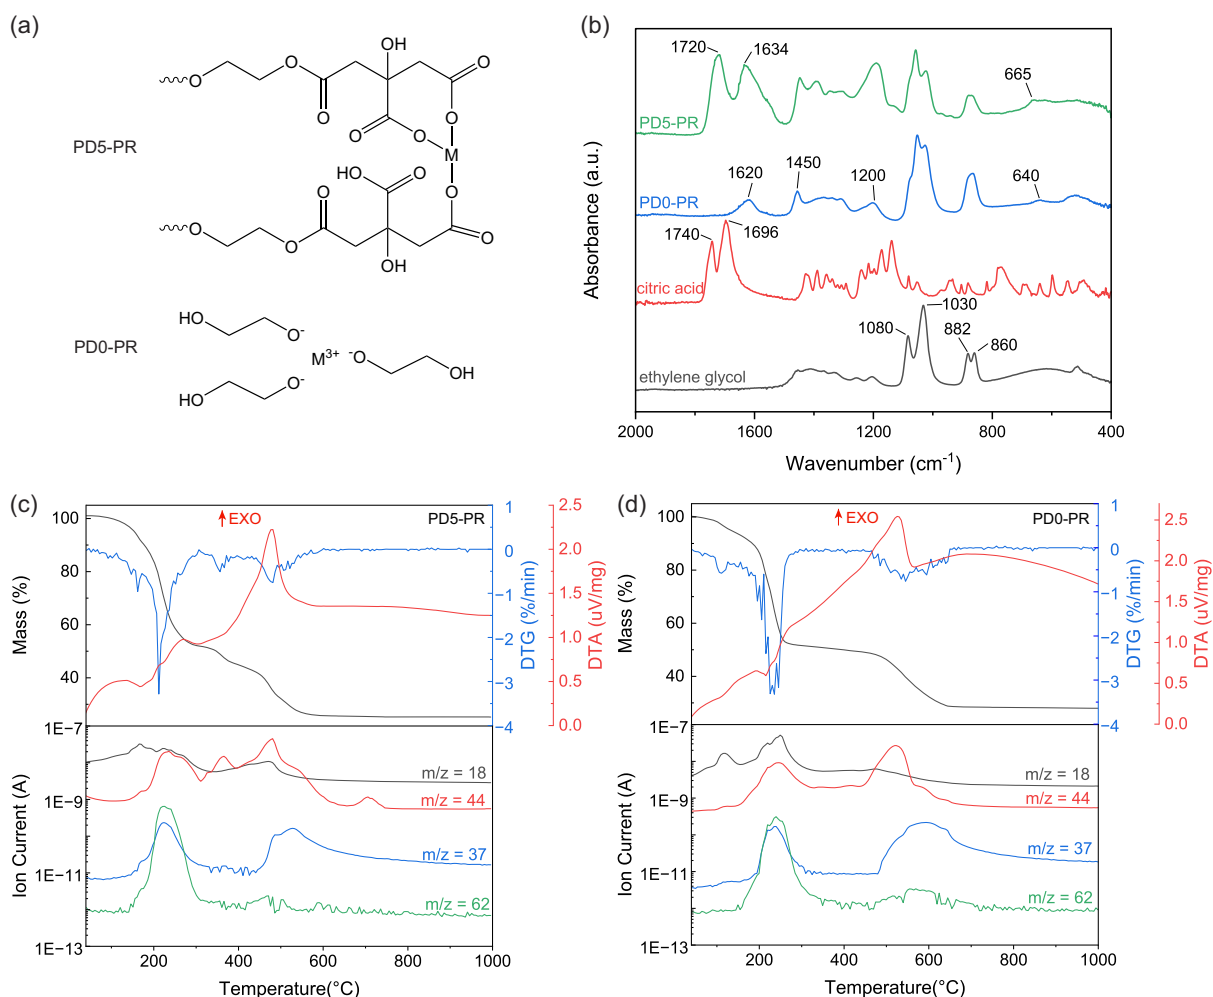 (a)
OH
O
O
O
O
O
O
O
PD5-PR
M
HO
O
O
O
O
O
O
OH
HO
O-
PD0-PR
M3+
-O
OH
HO
O-
(b)
1720
1634
665
PD5-PR
1620
1450
1200
640
PD0-PR
1740
1696
citric acid
1080
1030
882
860
ethylene glycol
Absorbance (a.u.)
2000
1600
1200
800
400
Wavenumber (cm-1)
(c)
EXO
PD5-PR
100
80
60
40
Mass (%)
1
0
−1
−2
−3
−4
DTG (%/min)
2.5
2.0
1.5
1.0
0.5
0.0
DTA (uV/mg)
1E−7
1E−9
1E−11
1E−13
Ion Current (A)
m/z = 18
m/z = 44
m/z = 37
m/z = 62
200
400
600
800
1000
Temperature(°C)
(d)
EXO
PD0-PR
100
80
60
40
Mass (%)
1
0
−1
−2
−3
−4
DTG (%/min)
2.5
2.0
1.5
1.0
0.5
0.0
DTA (uV/mg)
1E−7
1E−9
1E−11
1E−13
Ion Current (A)
m/z = 18
m/z = 44
m/z = 37
m/z = 62
200
400
600
800
1000
Temperature(°C)